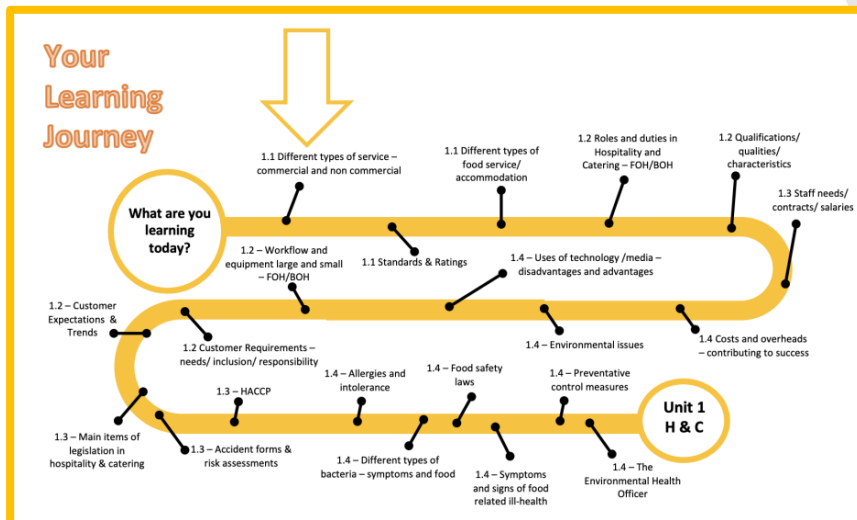 Your
Learning
Journey
What are you
learning
today?
1.1 Different types of service –
commercial and non commercial
1.1 Standards & Ratings
1.1 Different types of
food service/
accommodation
1.2 Roles and duties in
Hospitality and
Catering – FOH/BOH
1.2 Qualifications/
qualities/
characteristics
1.3 Staff needs/
contracts/ salaries
1.4 Costs and overheads
– contributing to success
1.4 – Environmental issues
1.4 – Uses of technology /media –
disadvantages and advantages
1.2 – Workflow and
equipment large and small
– FOH/BOH
1.2 Customer Requirements –
needs/ inclusion/ responsibility
1.2 – Customer
Expectations &
Trends
1.3 – Main items of
legislation in
hospitality & catering
1.3 – Accident forms &
risk assessments
1.3 – HACCP
1.4 – Allergies and
intolerance
1.4 – Different types of
bacteria – symptoms and food
1.4 – Food safety
laws
1.4 – Symptoms
and signs of food
related ill-health
1.4 – Preventative
control measures
1.4 – The
Environmental Health
Officer
Unit 1
H & C